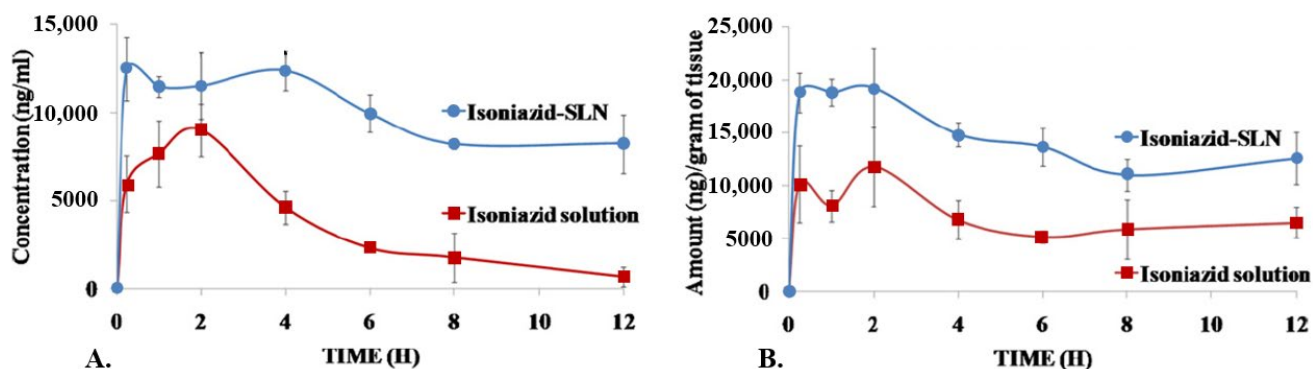 15,000
10,000
5000
0
Concentration (ng/ml)
Isoniazid-SLN
Isoniazid solution
0 2 4 6 8 10 12
TIME (H)
A.
25,000
20,000
15,000
10,000
5000
0
Amount (ng)/gram of tissue
Isoniazid-SLN
Isoniazid solution
0 2 4 6 8 10 12
TIME (H)
B.